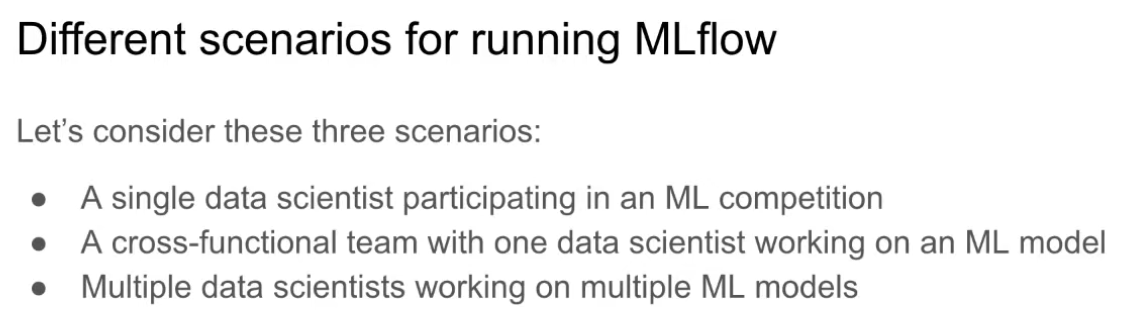 Different scenarios for running MLflow
Let’s consider these three scenarios:
● A single data scientist participating in an ML competition
● A cross-functional team with one data scientist working on an ML model
● Multiple data scientists working on multiple ML models